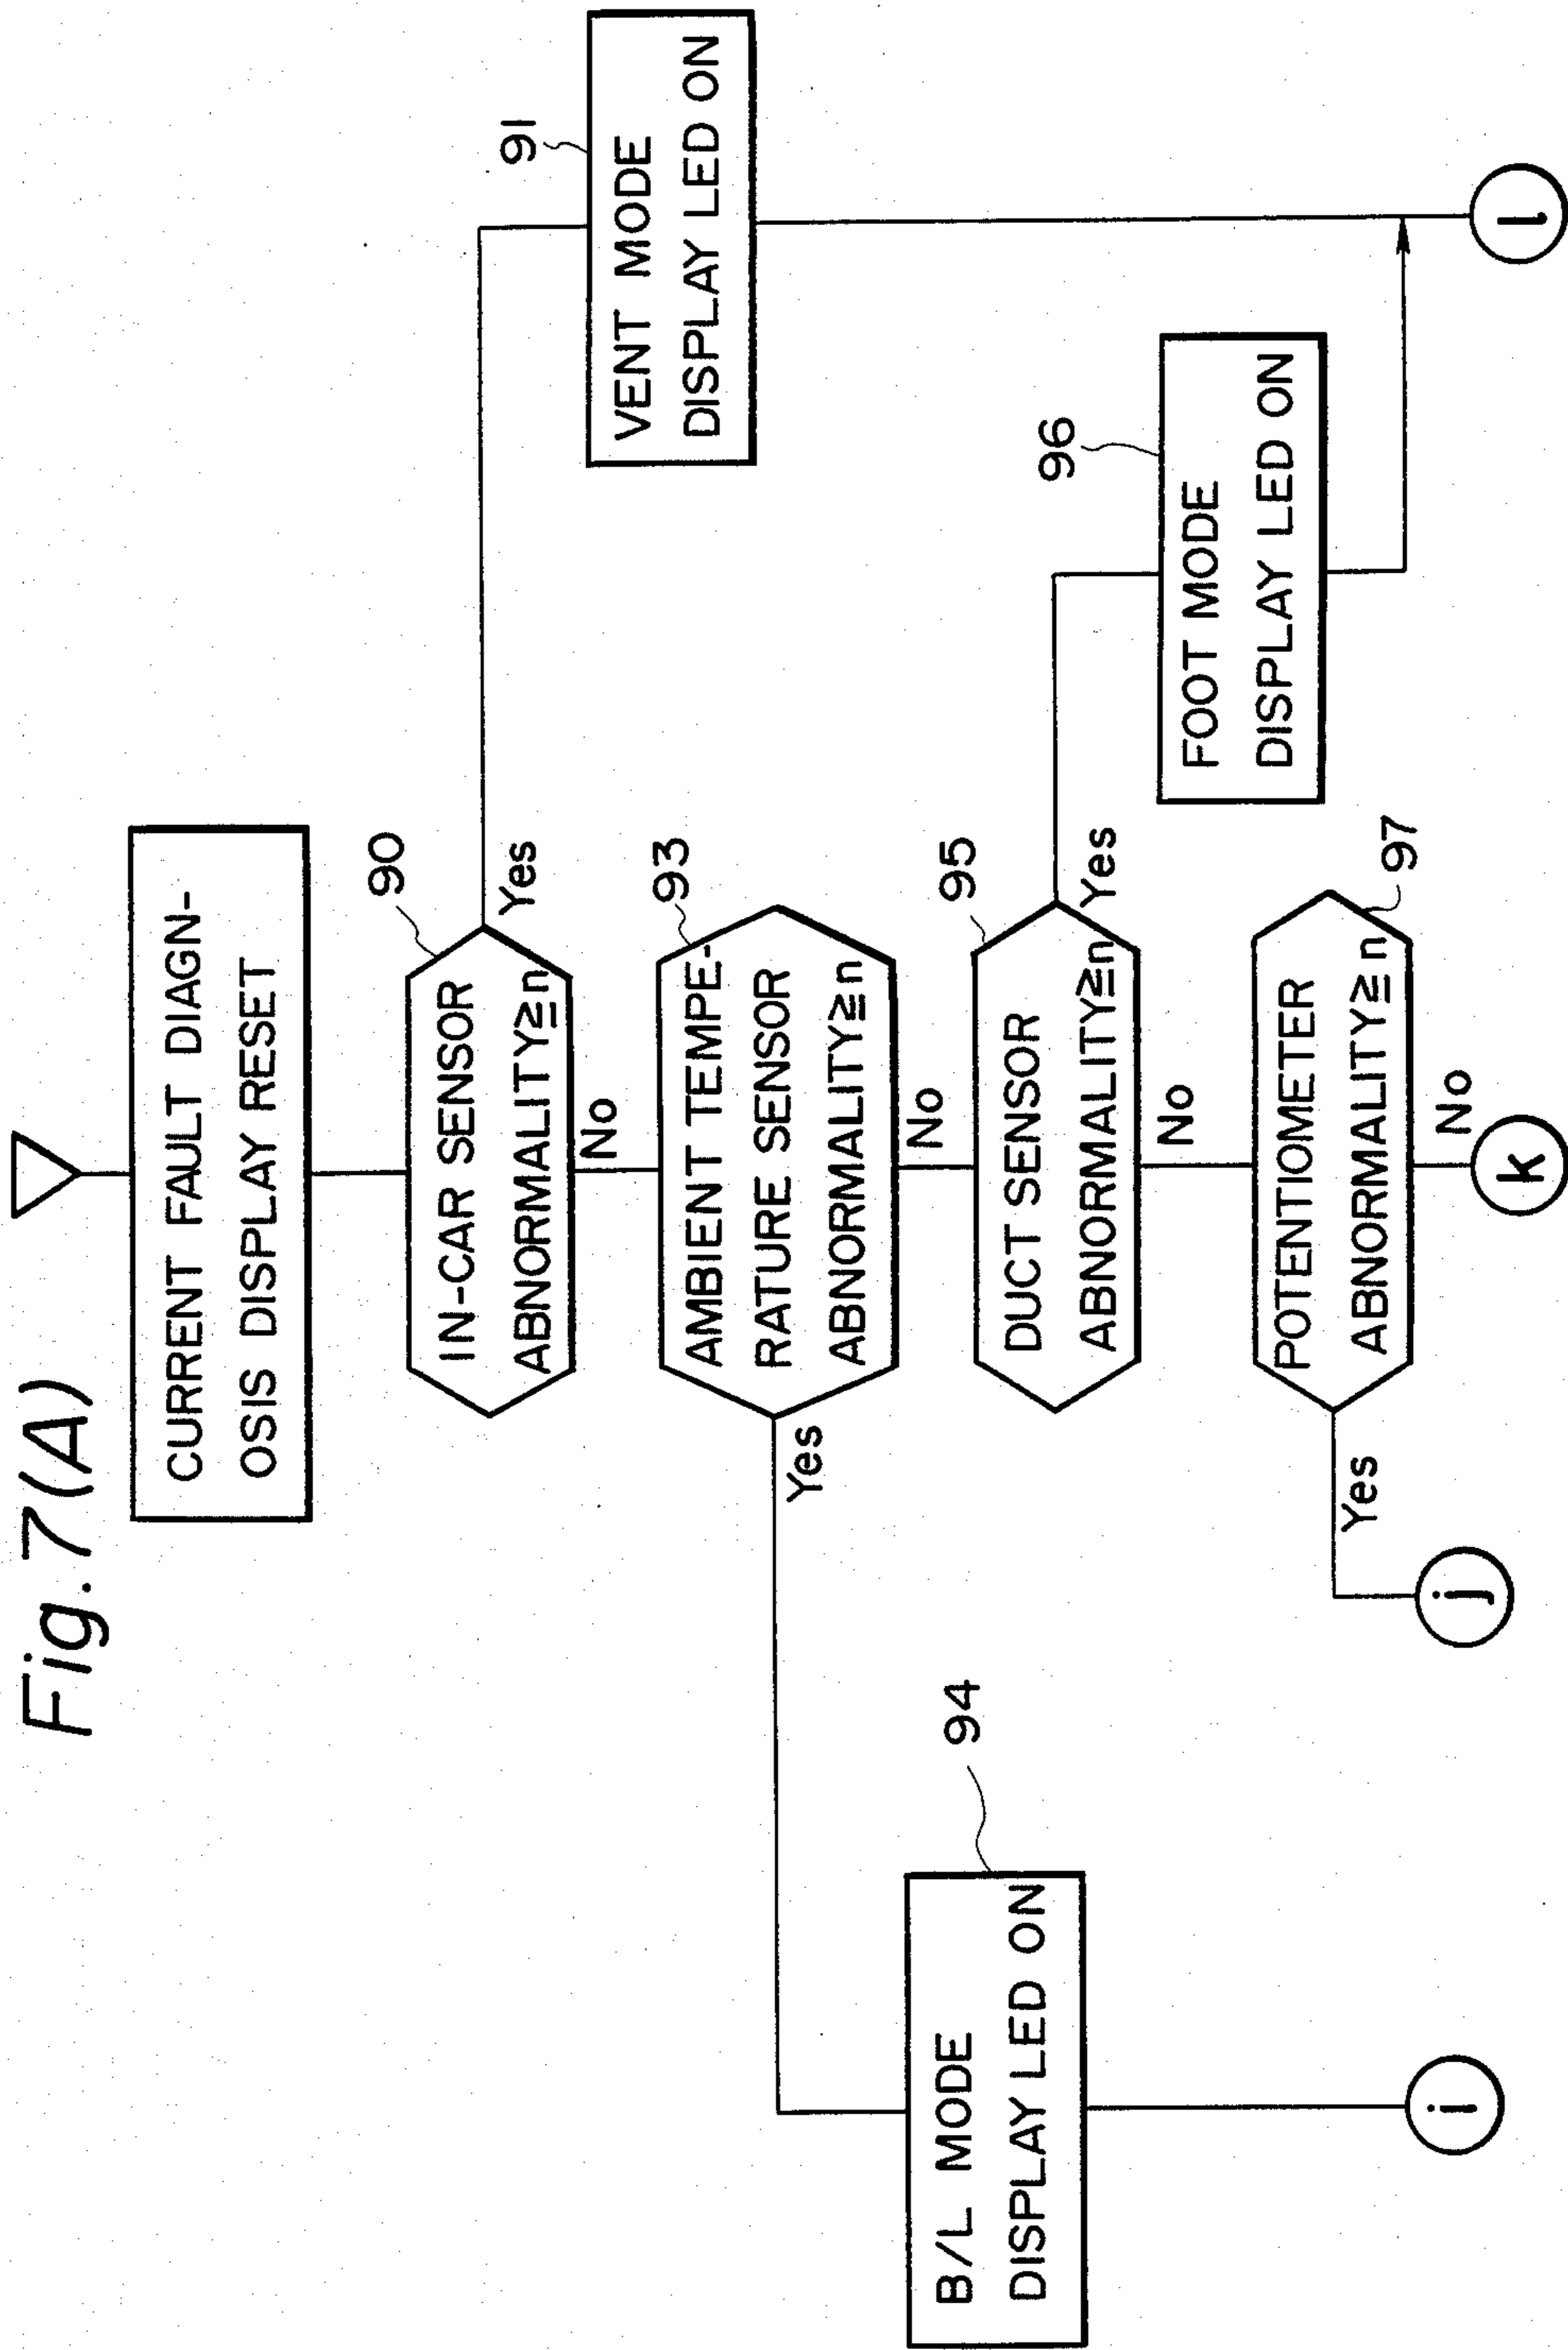 Fig. 7(A)
CURRENT FAULT DIAGN-
OSIS DISPLAY RESET
90
IN-CAR SENSOR
ABNORMALITY≧n
Yes
No
91
VENT MODE
DISPLAY LED ON
93
AMBIENT TEMPE-
RATURE SENSOR
ABNORMALITY≧n
Yes
No
94
B/L MODE
DISPLAY LED ON
95
DUCT SENSOR
ABNORMALITY≧n
Yes
No
96
FOOT MODE
DISPLAY LED ON
97
POTENTIOMETER
ABNORMALITY≧n
Yes
No
i
j
k
l